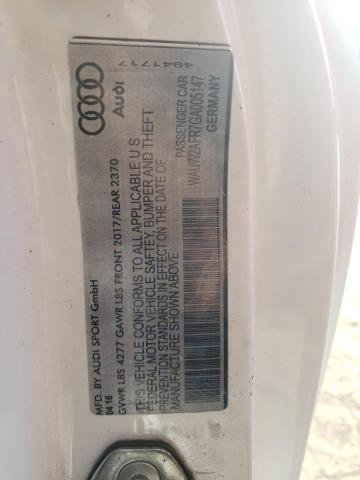 MFD. BY AUDI SPORT GmbH
04 16
GVWR LBS 4277 GAWR LBS FRONT 2017/REAR 2370
THIS VEHICLE CONFORMS TO ALL APPLICABLE U S
FEDERAL MOTOR VEHICLE SAFTEY, BUMPER AND THEFT
PREVENTION STANDARDS IN EFFECT ON THE DATE OF
MANUFACTURE SHOWN ABOVE
Audi
4941717
PASSENGER CAR
WAUW2AFR7GA005147
GERMANY